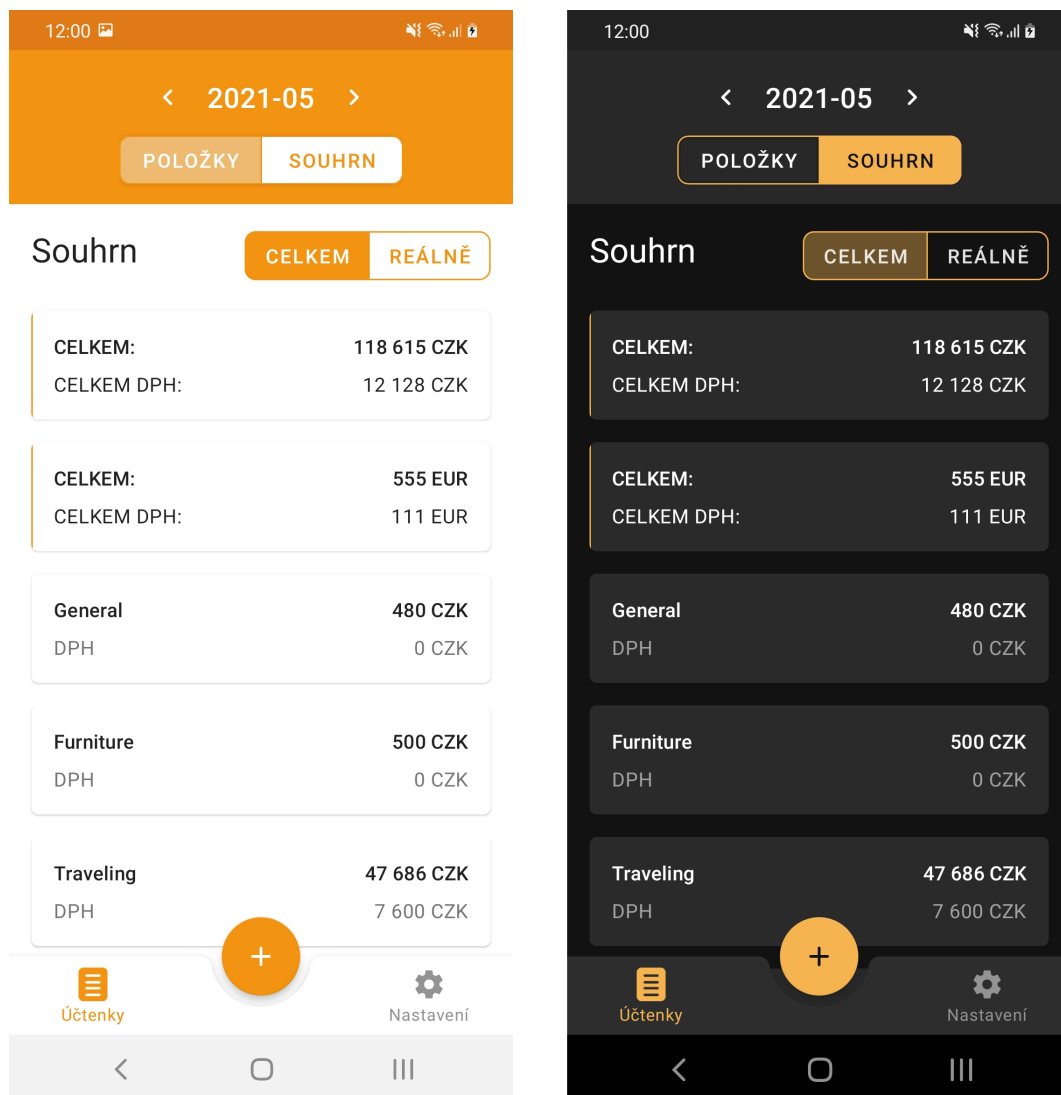 12:00
2021-05
POLOŽKY SOUHRN
Souhrn
CELKEM REÁLNĚ
CELKEM: 118 615 CZK
CELKEM DPH: 12 128 CZK
CELKEM: 555 EUR
CELKEM DPH: 111 EUR
General 480 CZK
DPH 0 CZK
Furniture 500 CZK
DPH 0 CZK
Traveling 47 686 CZK
DPH 7 600 CZK
+
Účtenky Nastavení
12:00
2021-05
POLOŽKY SOUHRN
Souhrn
CELKEM REÁLNĚ
CELKEM: 118 615 CZK
CELKEM DPH: 12 128 CZK
CELKEM: 555 EUR
CELKEM DPH: 111 EUR
General 480 CZK
DPH 0 CZK
Furniture 500 CZK
DPH 0 CZK
Traveling 47 686 CZK
DPH 7 600 CZK
+
Účtenky Nastavení